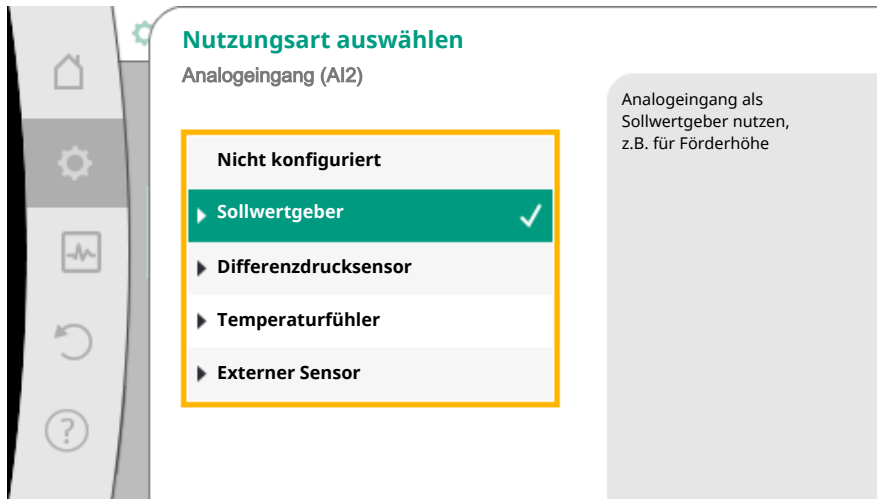 Nutzungsart auswählen
Analogeingang (AI2)
Nicht konfiguriert
Sollwertgeber
Differenzdrucksensor
Temperaturfühler
Externer Sensor
Analogeingang als
Sollwertgeber nutzen,
z.B. für Förderhöhe
?